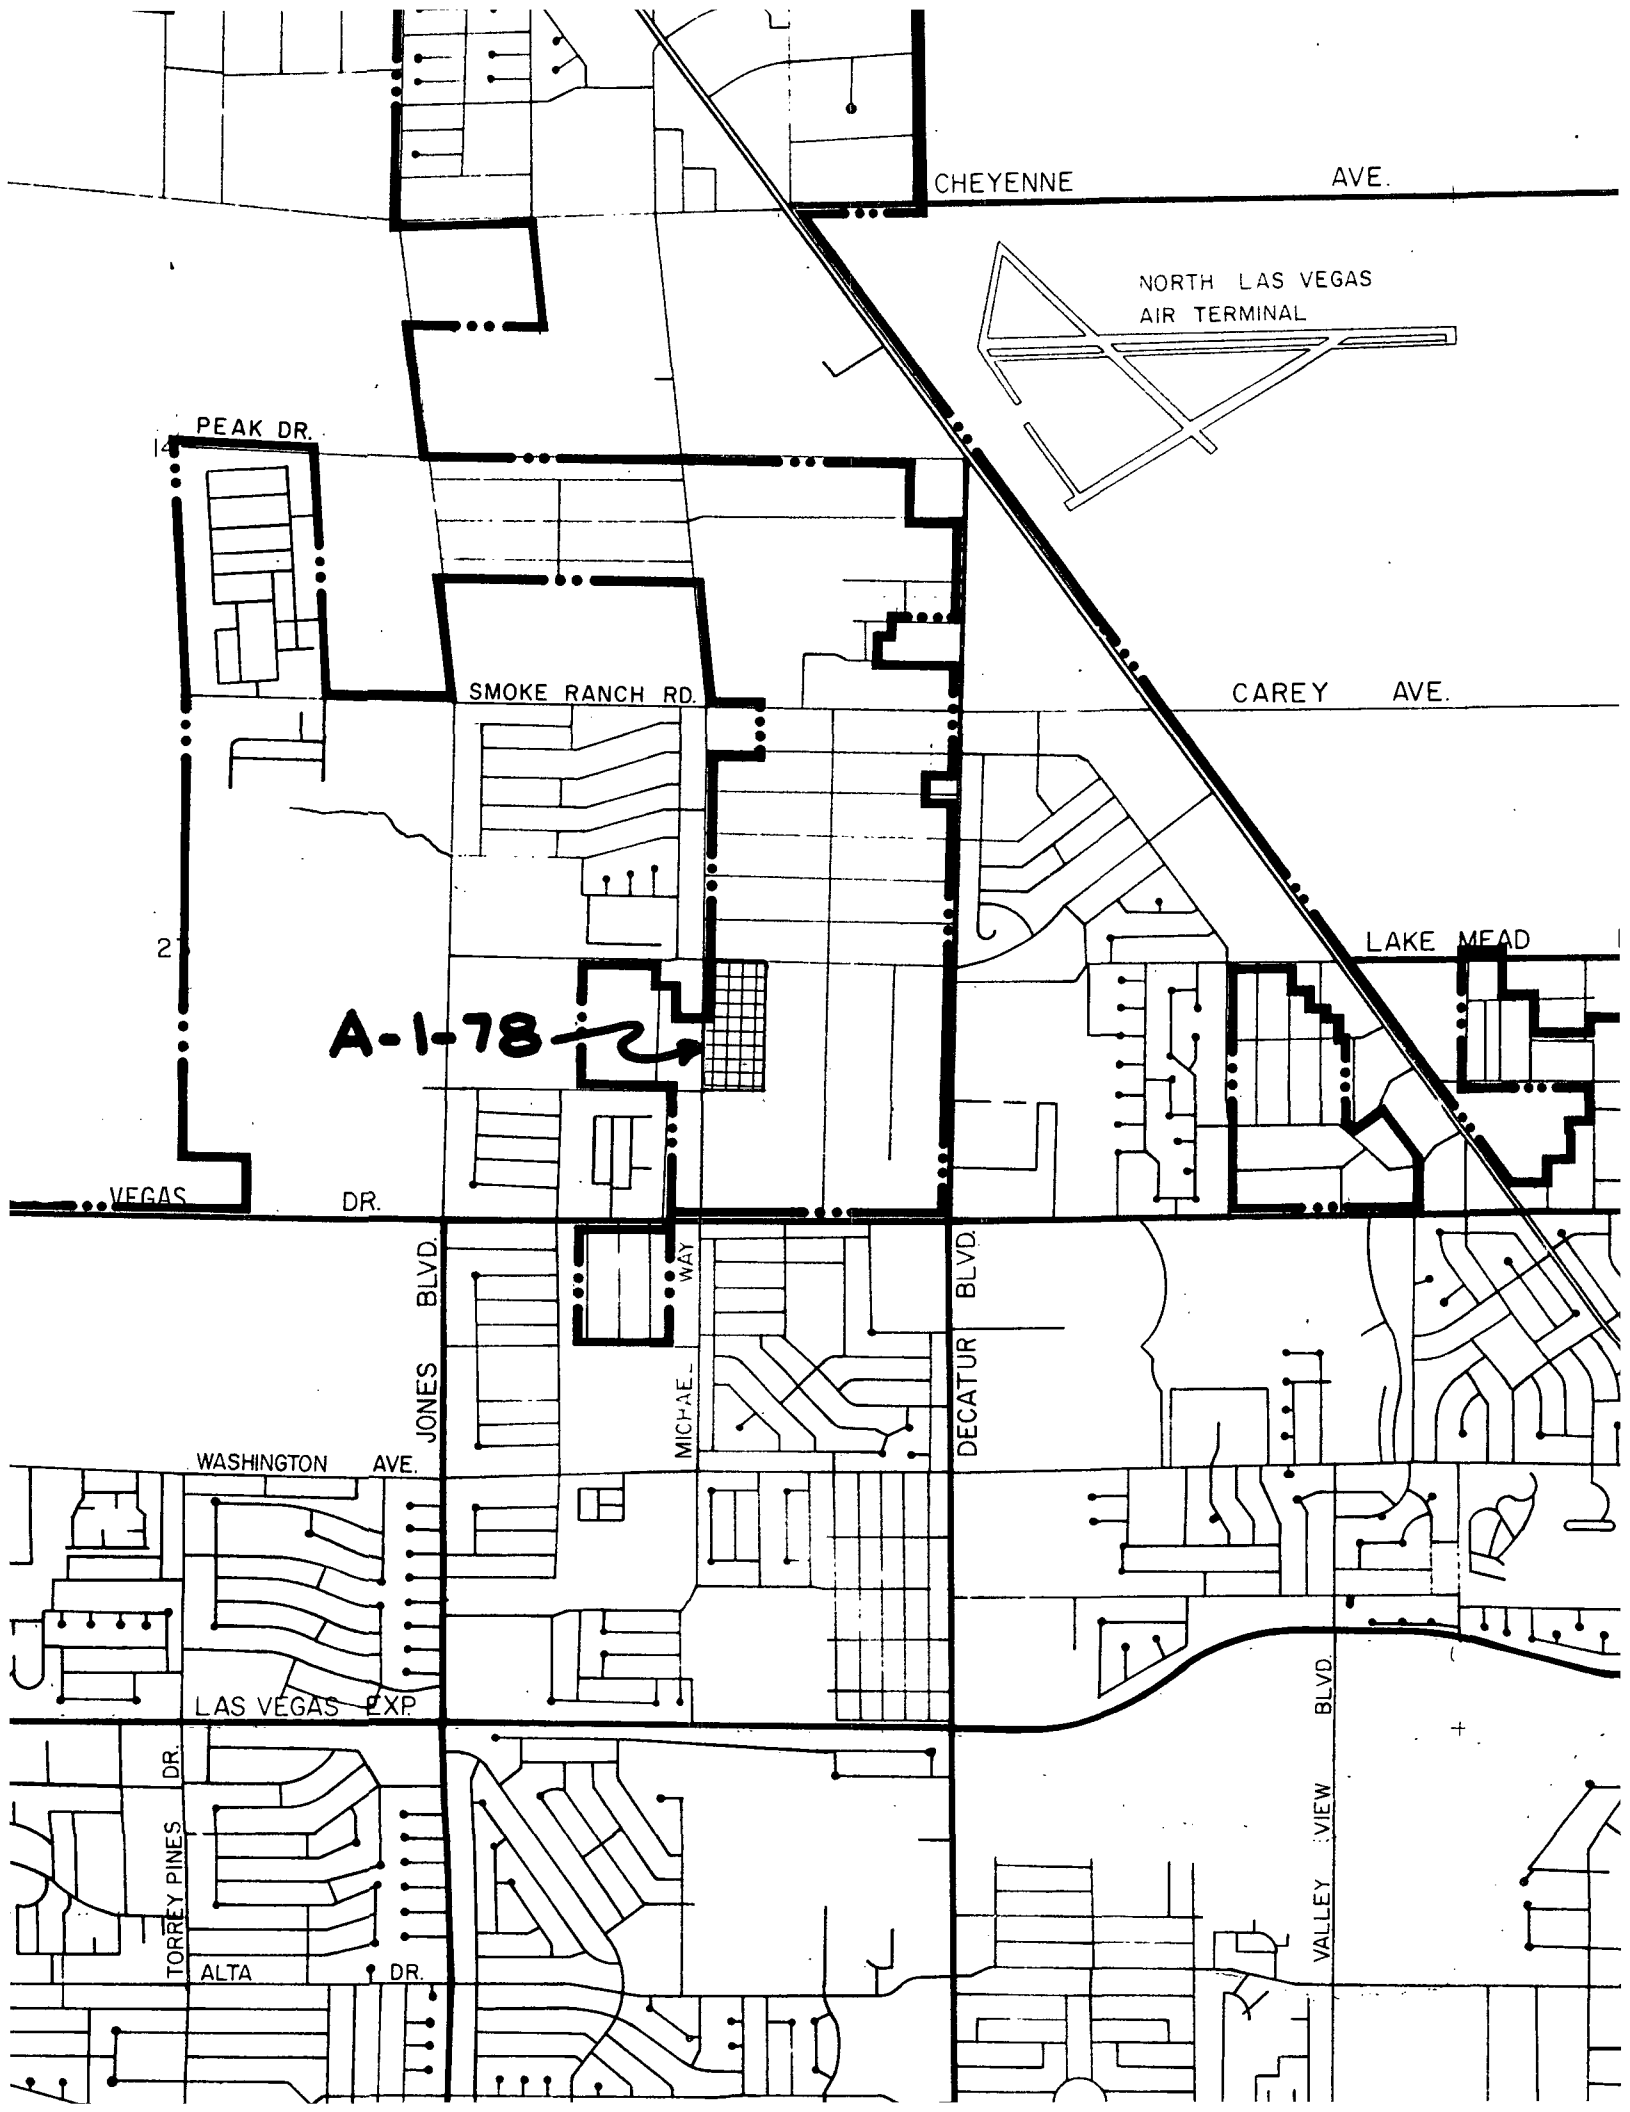 CHEYENNE AVE.
NORTH LAS VEGAS
AIR TERMINAL
PEAK DR.
14
SMOKE RANCH RD.
CAREY AVE.
2
LAKE MEAD
A-1-78
VEGAS DR.
JONES BLVD.
MICHAEL WAY
DECATUR BLVD.
WASHINGTON AVE.
LAS VEGAS EXP.
TORREY PINES DR.
VALLEY VIEW BLVD.
ALTA DR.